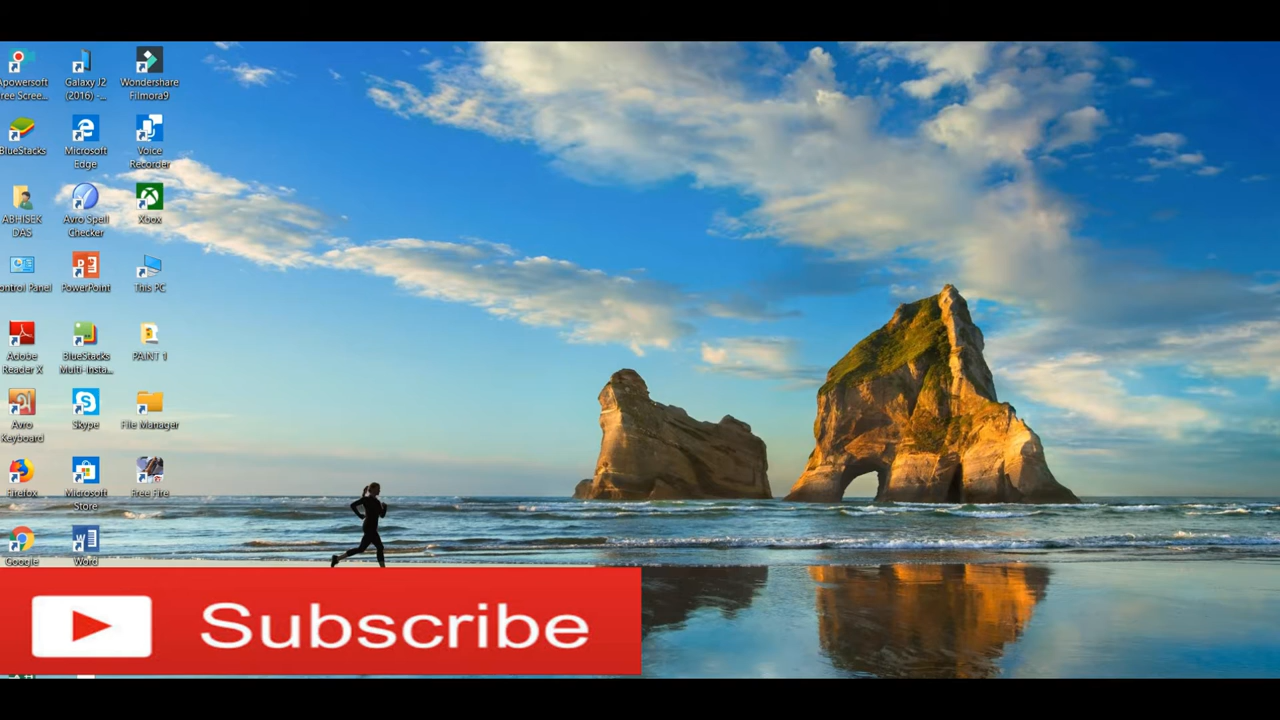 Apowersoft
Free Scree...
Galaxy J2
(2016) -...
Wondershare
Filmora9
BlueStacks
Microsoft
Edge
Voice
Recorder
ABHISEK
DAS
Avro Spell
Checker
Xbox
ontrol Panel
PowerPoint
This PC
Adobe
Reader X
BlueStacks
Multi-Insta...
PAINT 1
Avro
Keyboard
Skype
File Manager
Firefox
Microsoft
Store
Free Fire
Google
Word
Subscribe